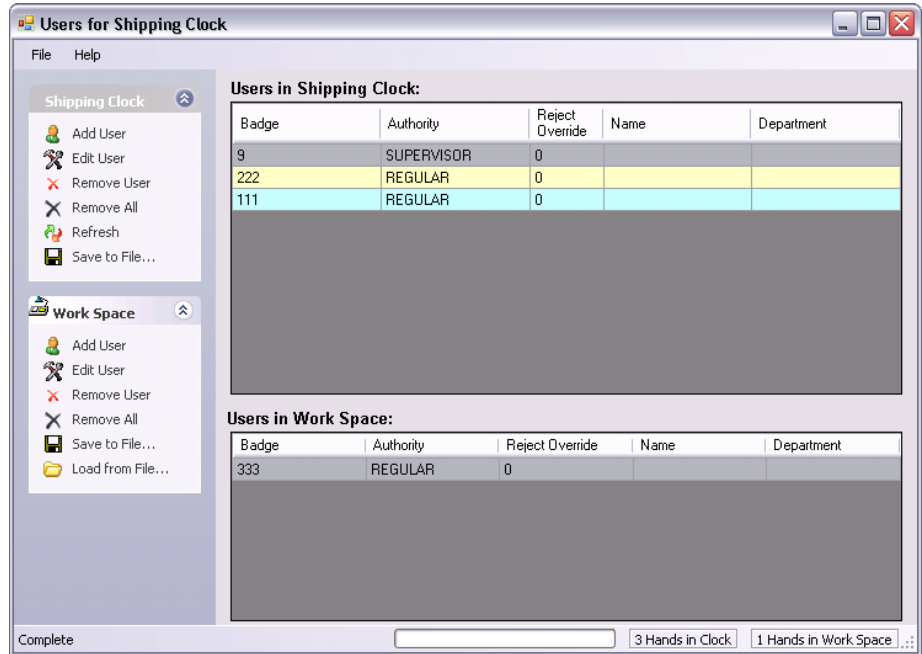 Users for Shipping Clock
File Help
Shipping Clock
Add User
Edit User
Remove User
Remove All
Refresh
Save to File...
Work Space
Add User
Edit User
Remove User
Remove All
Save to File...
Load from File...
Users in Shipping Clock:
Badge Authority Reject Override Name Department
9 SUPERVISOR 0
222 REGULAR 0
111 REGULAR 0
Users in Work Space:
Badge Authority Reject Override Name Department
333 REGULAR 0
Complete 3 Hands in Clock 1 Hands in Work Space